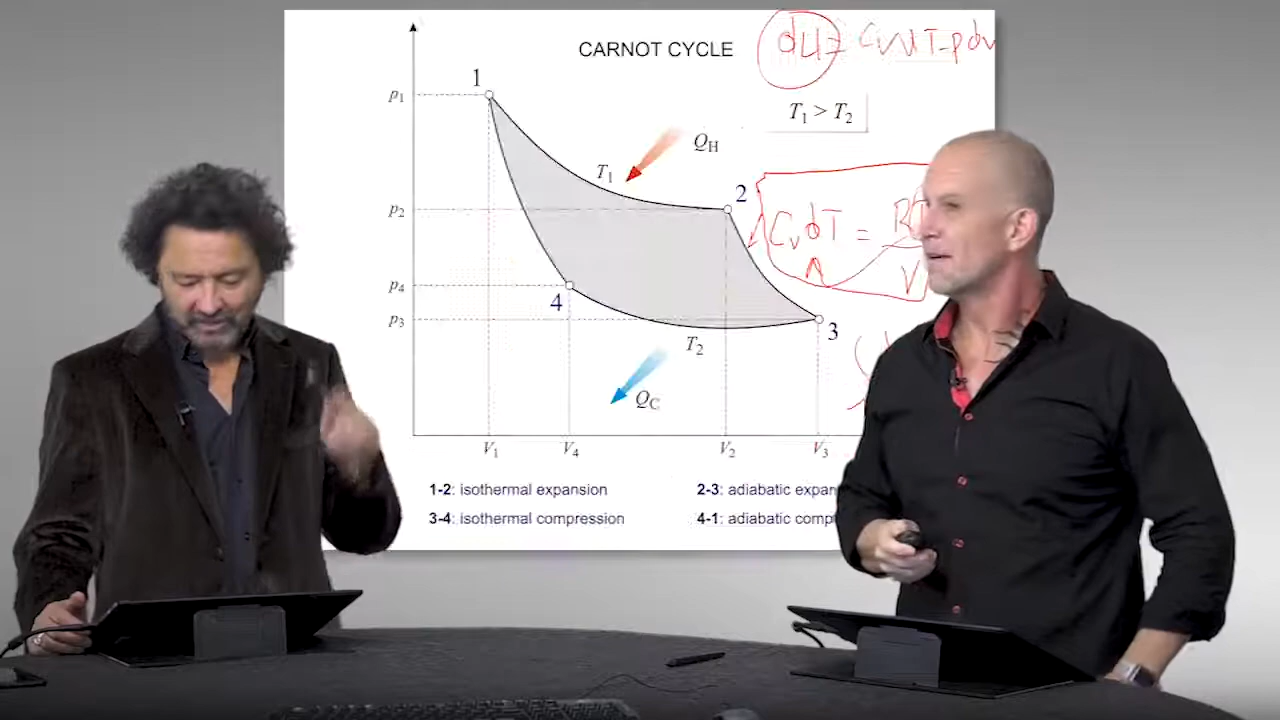 CARNOT CYCLE
dU = CvdT-pdv
1
p1
T1 > T2
QH
T1
2
p2
CvdT =
V
p4
4
p3
3
T2
QC
V1 V4 V2 V3
1-2: isothermal expansion 2-3: adiabatic expan
3-4: isothermal compression 4-1: adiabatic comp